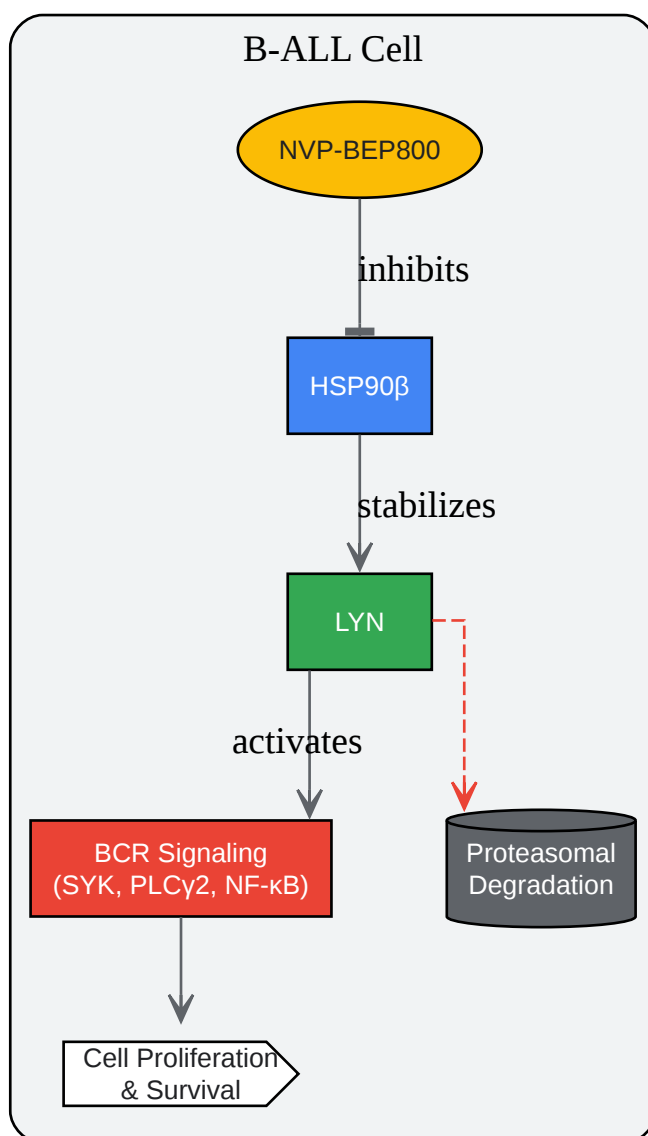 B-ALL Cell
NVP-BEP800
inhibits
HSP90β
stabilizes
LYN
activates
BCR Signaling
(SYK, PLCγ2, NF-κB)
Proteasomal
Degradation
Cell Proliferation
& Survival